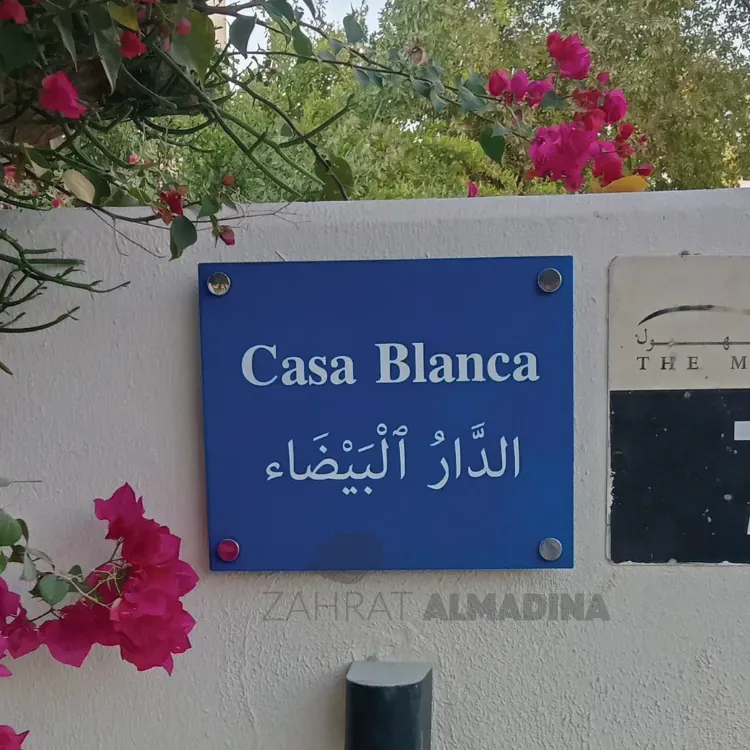 Casa Blanca
الدَّارُ ٱلْبَيْضَاء
THE M
ZAHRAT ALMADINA